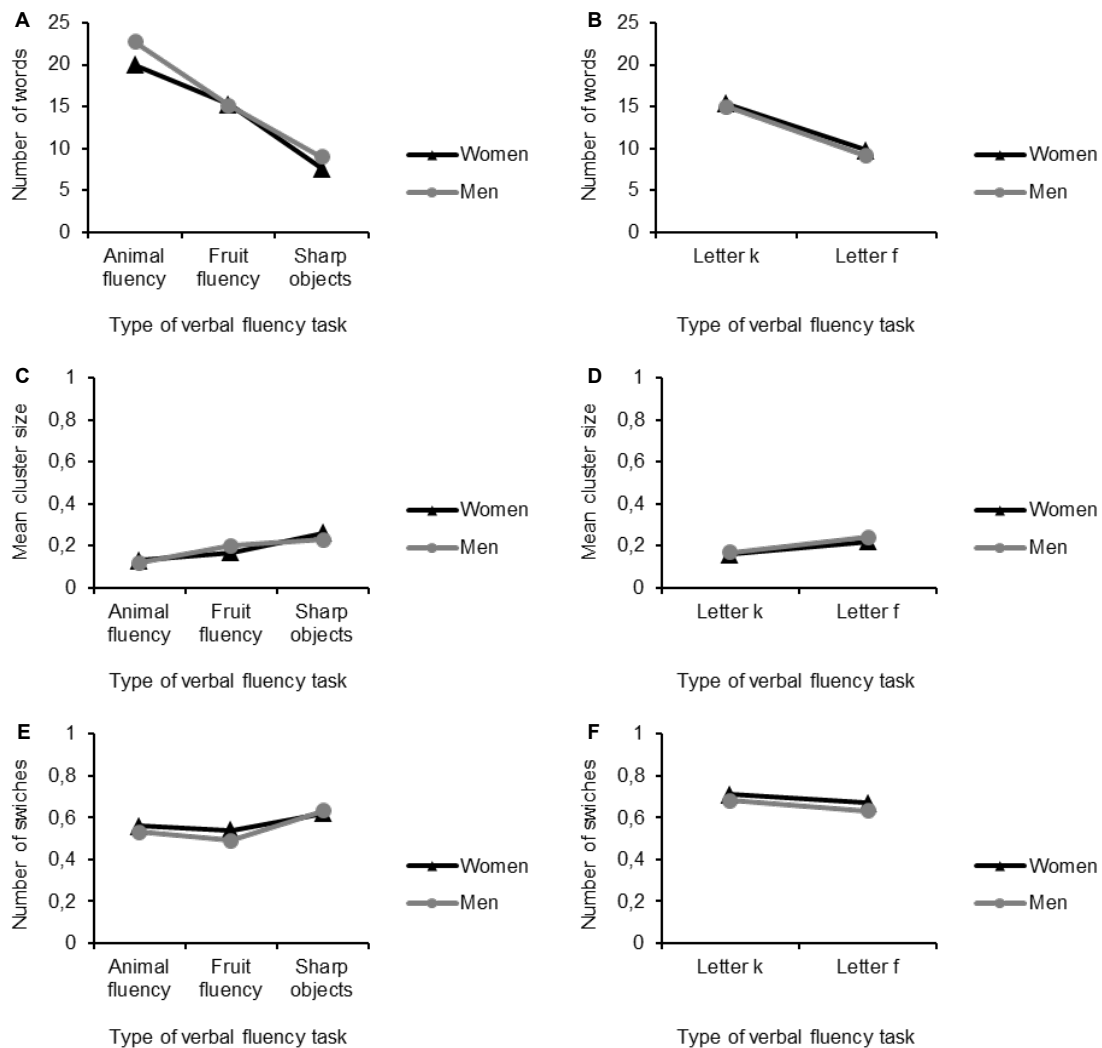 A
Number of words
25
20
15
10
5
0
Animal fluency
Fruit fluency
Sharp objects
Type of verbal fluency task
Women
Men
B
Number of words
25
20
15
10
5
0
Letter k
Letter f
Type of verbal fluency task
Women
Men
C
Mean cluster size
1
0,8
0,6
0,4
0,2
0
Animal fluency
Fruit fluency
Sharp objects
Type of verbal fluency task
Women
Men
D
Mean cluster size
1
0,8
0,6
0,4
0,2
0
Letter k
Letter f
Type of verbal fluency task
Women
Men
E
Number of swiches
1
0,8
0,6
0,4
0,2
0
Animal fluency
Fruit fluency
Sharp objects
Type of verbal fluency task
Women
Men
F
Number of swiches
1
0,8
0,6
0,4
0,2
0
Letter k
Letter f
Type of verbal fluency task
Women
Men